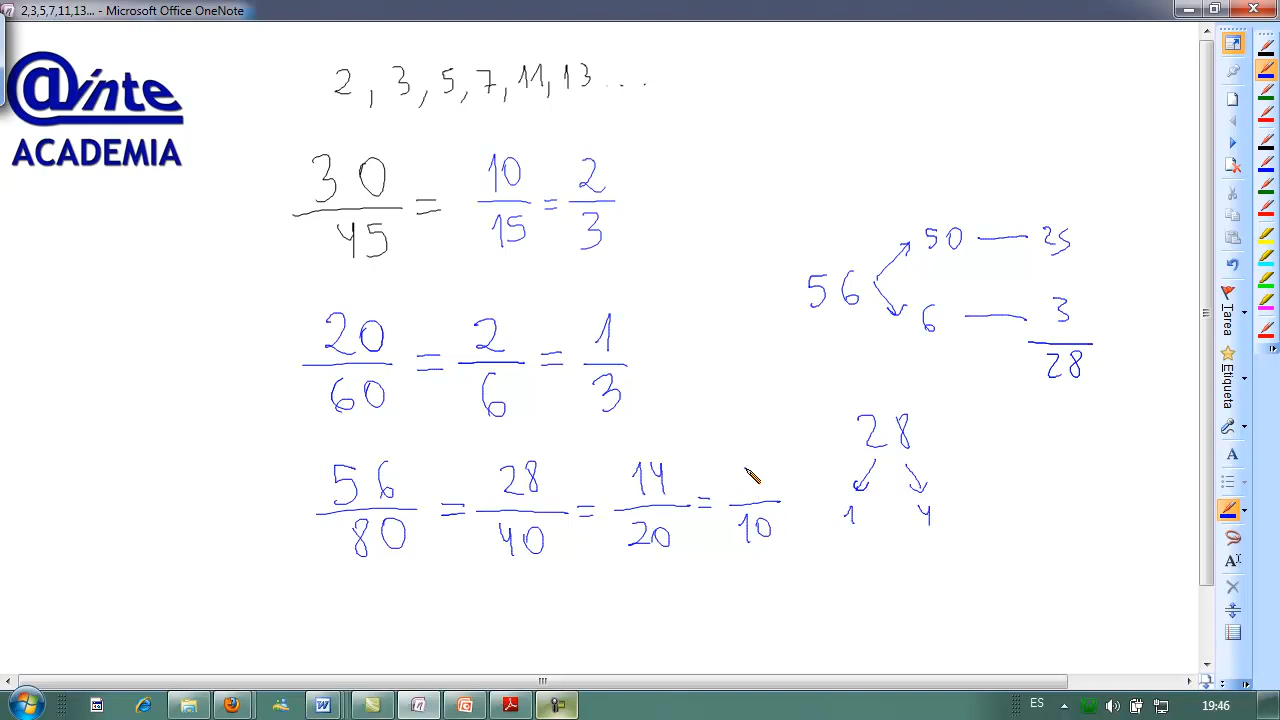 2,3,5,7,11,13... - Microsoft Office OneNote
@inte
ACADEMIA
2, 3, 5, 7, 11, 13 ...
30/45 = 10/15 = 2/3
20/60 = 2/6 = 1/3
56/80 = 28/40 = 14/20 = /10
56
50 — 25
6 — 3
28
28
1 4
Tarea
Etiqueta
A
A
ES
19:46